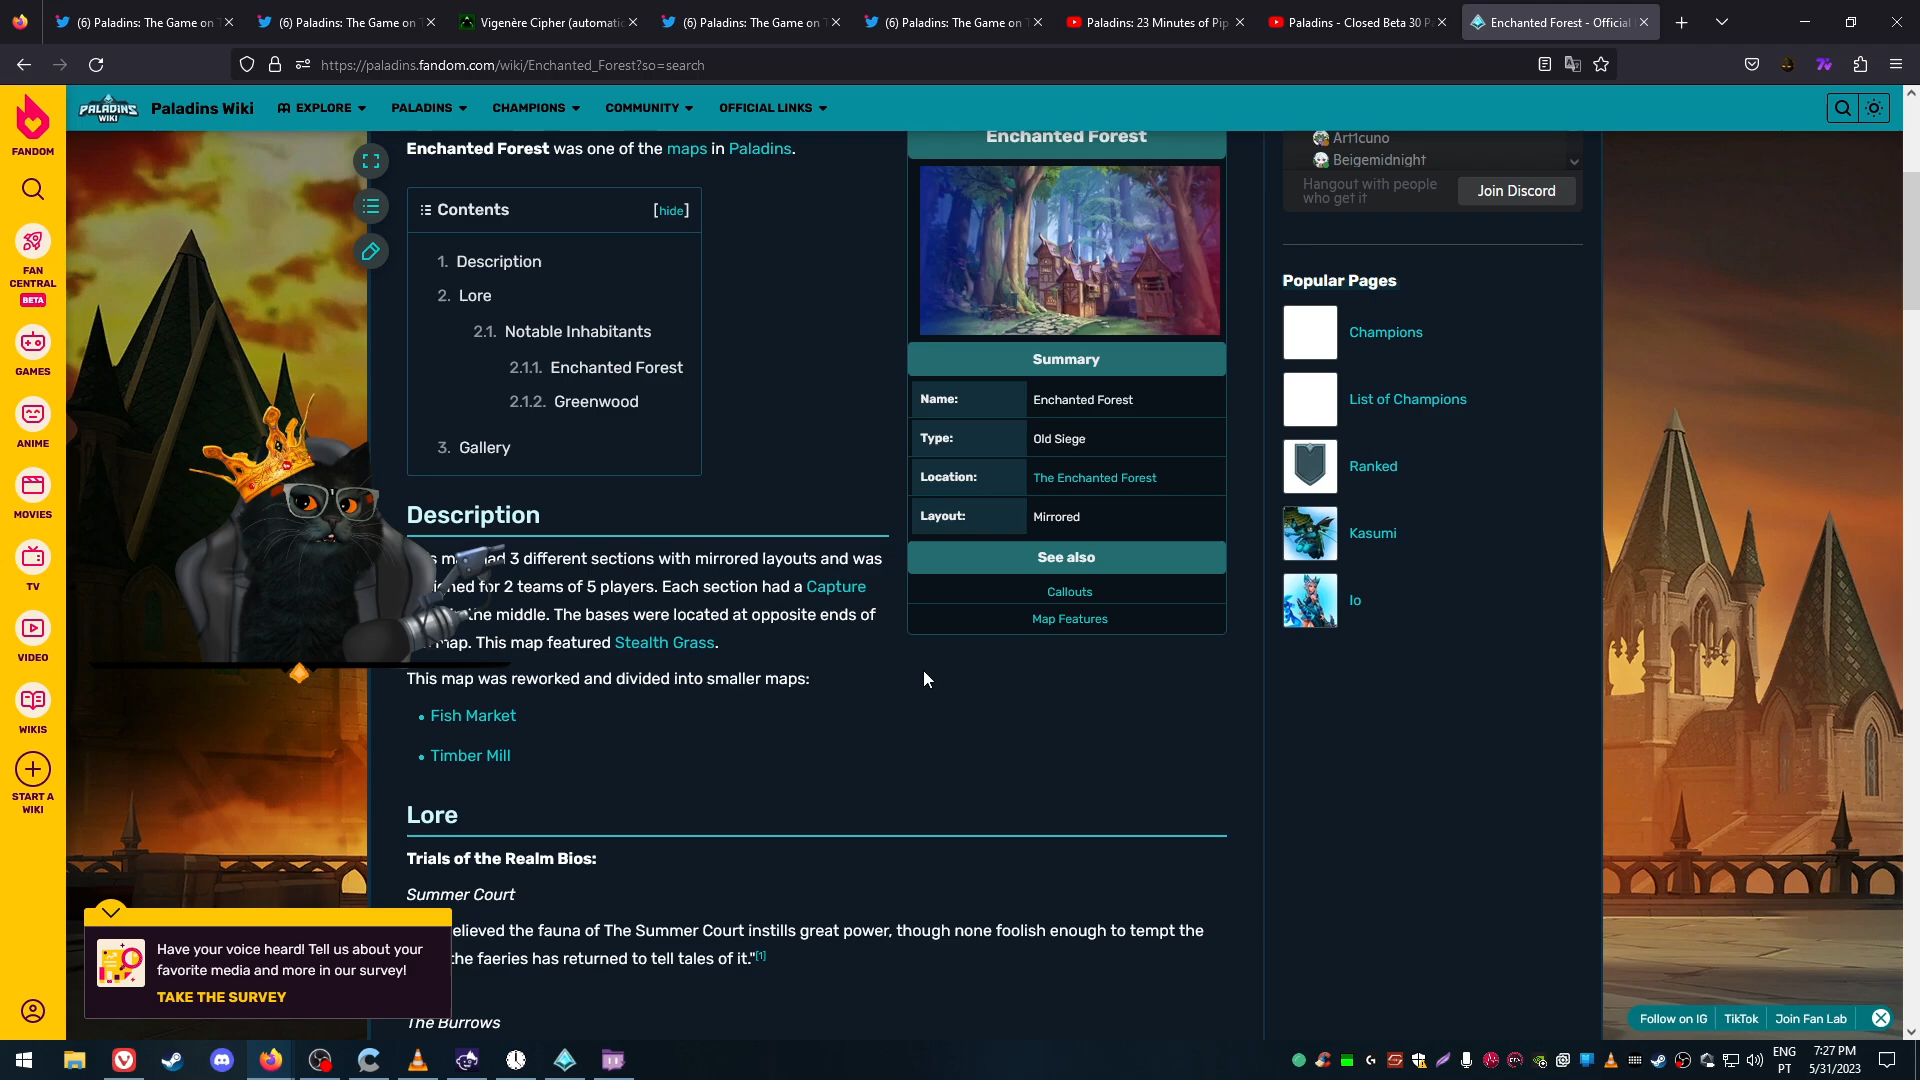 (6) Paladins: The Game on T
(6) Paladins: The Game on T
Vigenère Cipher (automatic
(6) Paladins: The Game on T
(6) Paladins: The Game on T
Paladins: 23 Minutes of Pip
Paladins - Closed Beta 30 P
Enchanted Forest - Official
https://paladins.fandom.com/wiki/Enchanted_Forest?so=search
PALADINS
WIKI
Paladins Wiki
EXPLORE
PALADINS
CHAMPIONS
COMMUNITY
OFFICIAL LINKS
FANDOM
FAN
CENTRAL
BETA
GAMES
ANIME
MOVIES
TV
VIDEO
WIKIS
START A
WIKI
Enchanted Forest was one of the maps in Paladins.
Contents
[hide]
1. Description
2. Lore
2.1. Notable Inhabitants
2.1.1. Enchanted Forest
2.1.2. Greenwood
3. Gallery
Description
had 3 different sections with mirrored layouts and was
for 2 teams of 5 players. Each section had a Capture
the middle. The bases were located at opposite ends of
map. This map featured Stealth Grass.
This map was reworked and divided into smaller maps:
• Fish Market
• Timber Mill
Lore
Trials of the Realm Bios:
Summer Court
elieved the fauna of The Summer Court instills great power, though none foolish enough to tempt the
the faeries has returned to tell tales of it."[1]
The Burrows
Enchanted Forest
Summary
Name: Enchanted Forest
Type: Old Siege
Location: The Enchanted Forest
Layout: Mirrored
See also
Callouts
Map Features
Art1cuno
Beigemidnight
Hangout with people
who get it
Join Discord
Popular Pages
Champions
List of Champions
Ranked
Kasumi
Io
Have your voice heard! Tell us about your
favorite media and more in our survey!
TAKE THE SURVEY
Follow on IG
TikTok
Join Fan Lab
ENG
PT
7:27 PM
5/31/2023